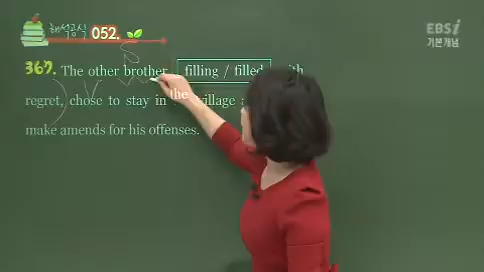 해석공식 052.
EBSi
기본개념
367. The other brother, filling / filled with
regret, chose to stay in the village a
make amends for his offenses.